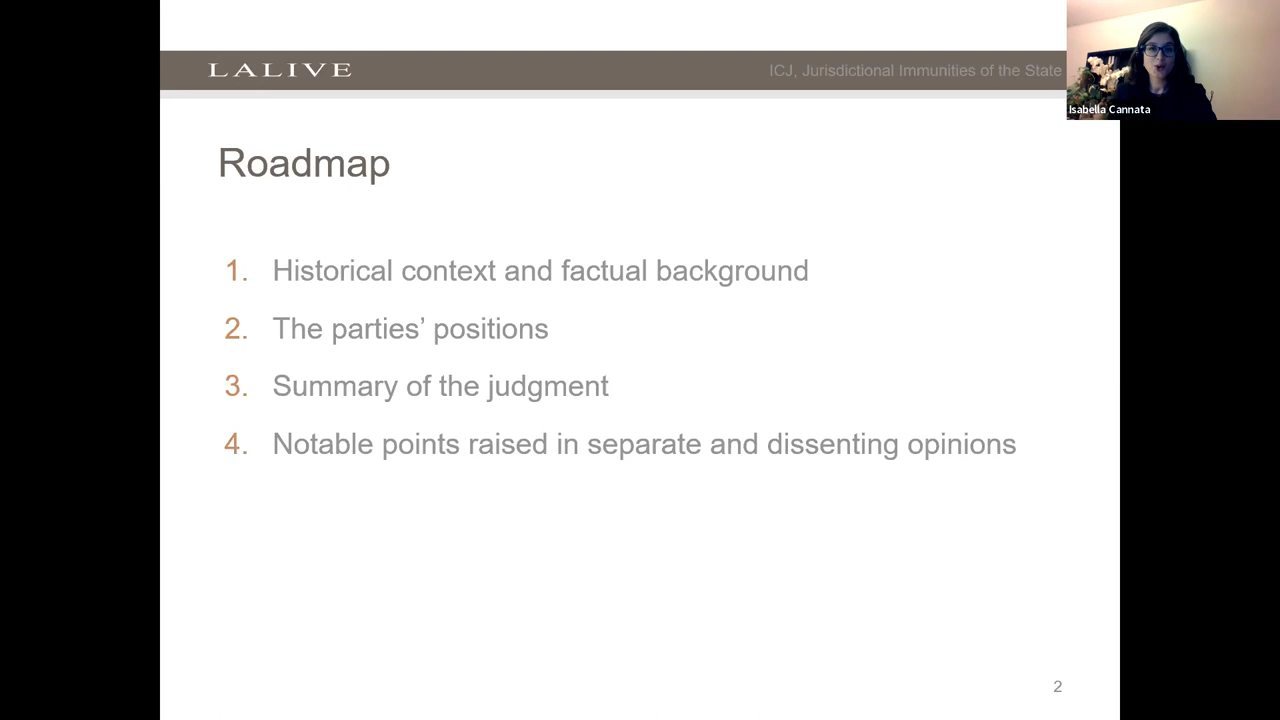 LALIVE
ICJ, Jurisdictional Immunities of the State
Isabella Cannata
Roadmap
1. Historical context and factual background
2. The parties’ positions
3. Summary of the judgment
4. Notable points raised in separate and dissenting opinions
2